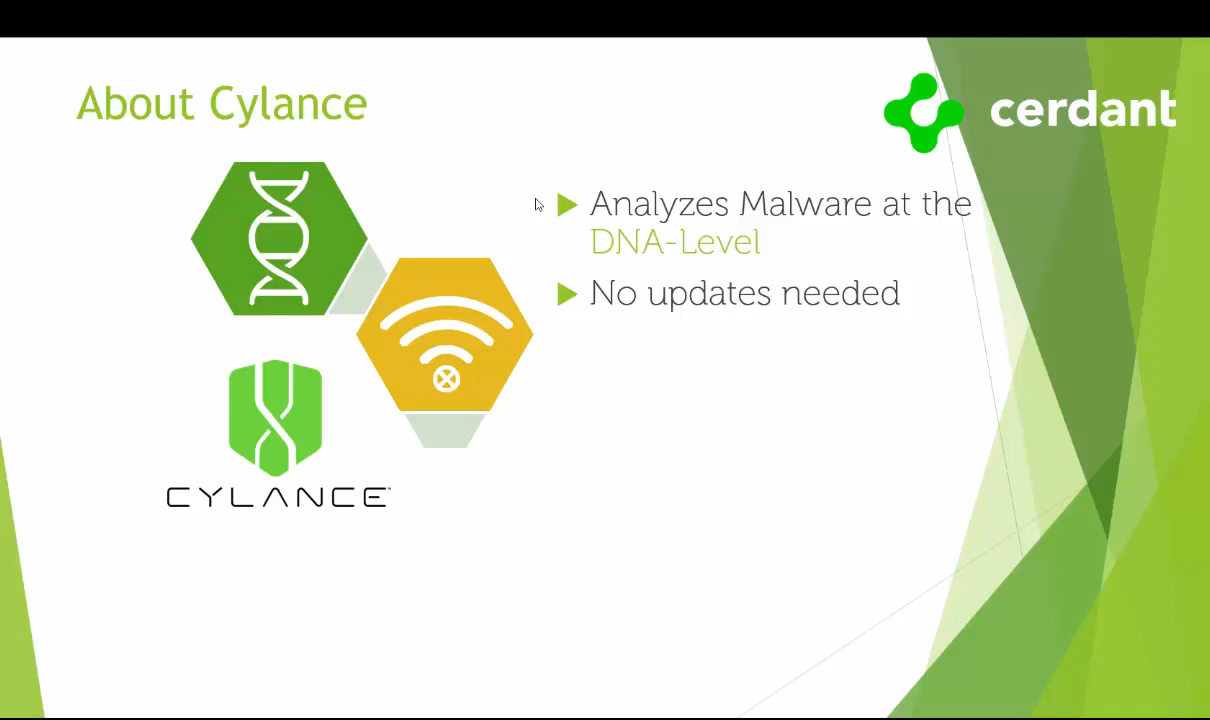 About Cylance
cerdant
Analyzes Malware at the
DNA-Level
No updates needed
CYLANCE